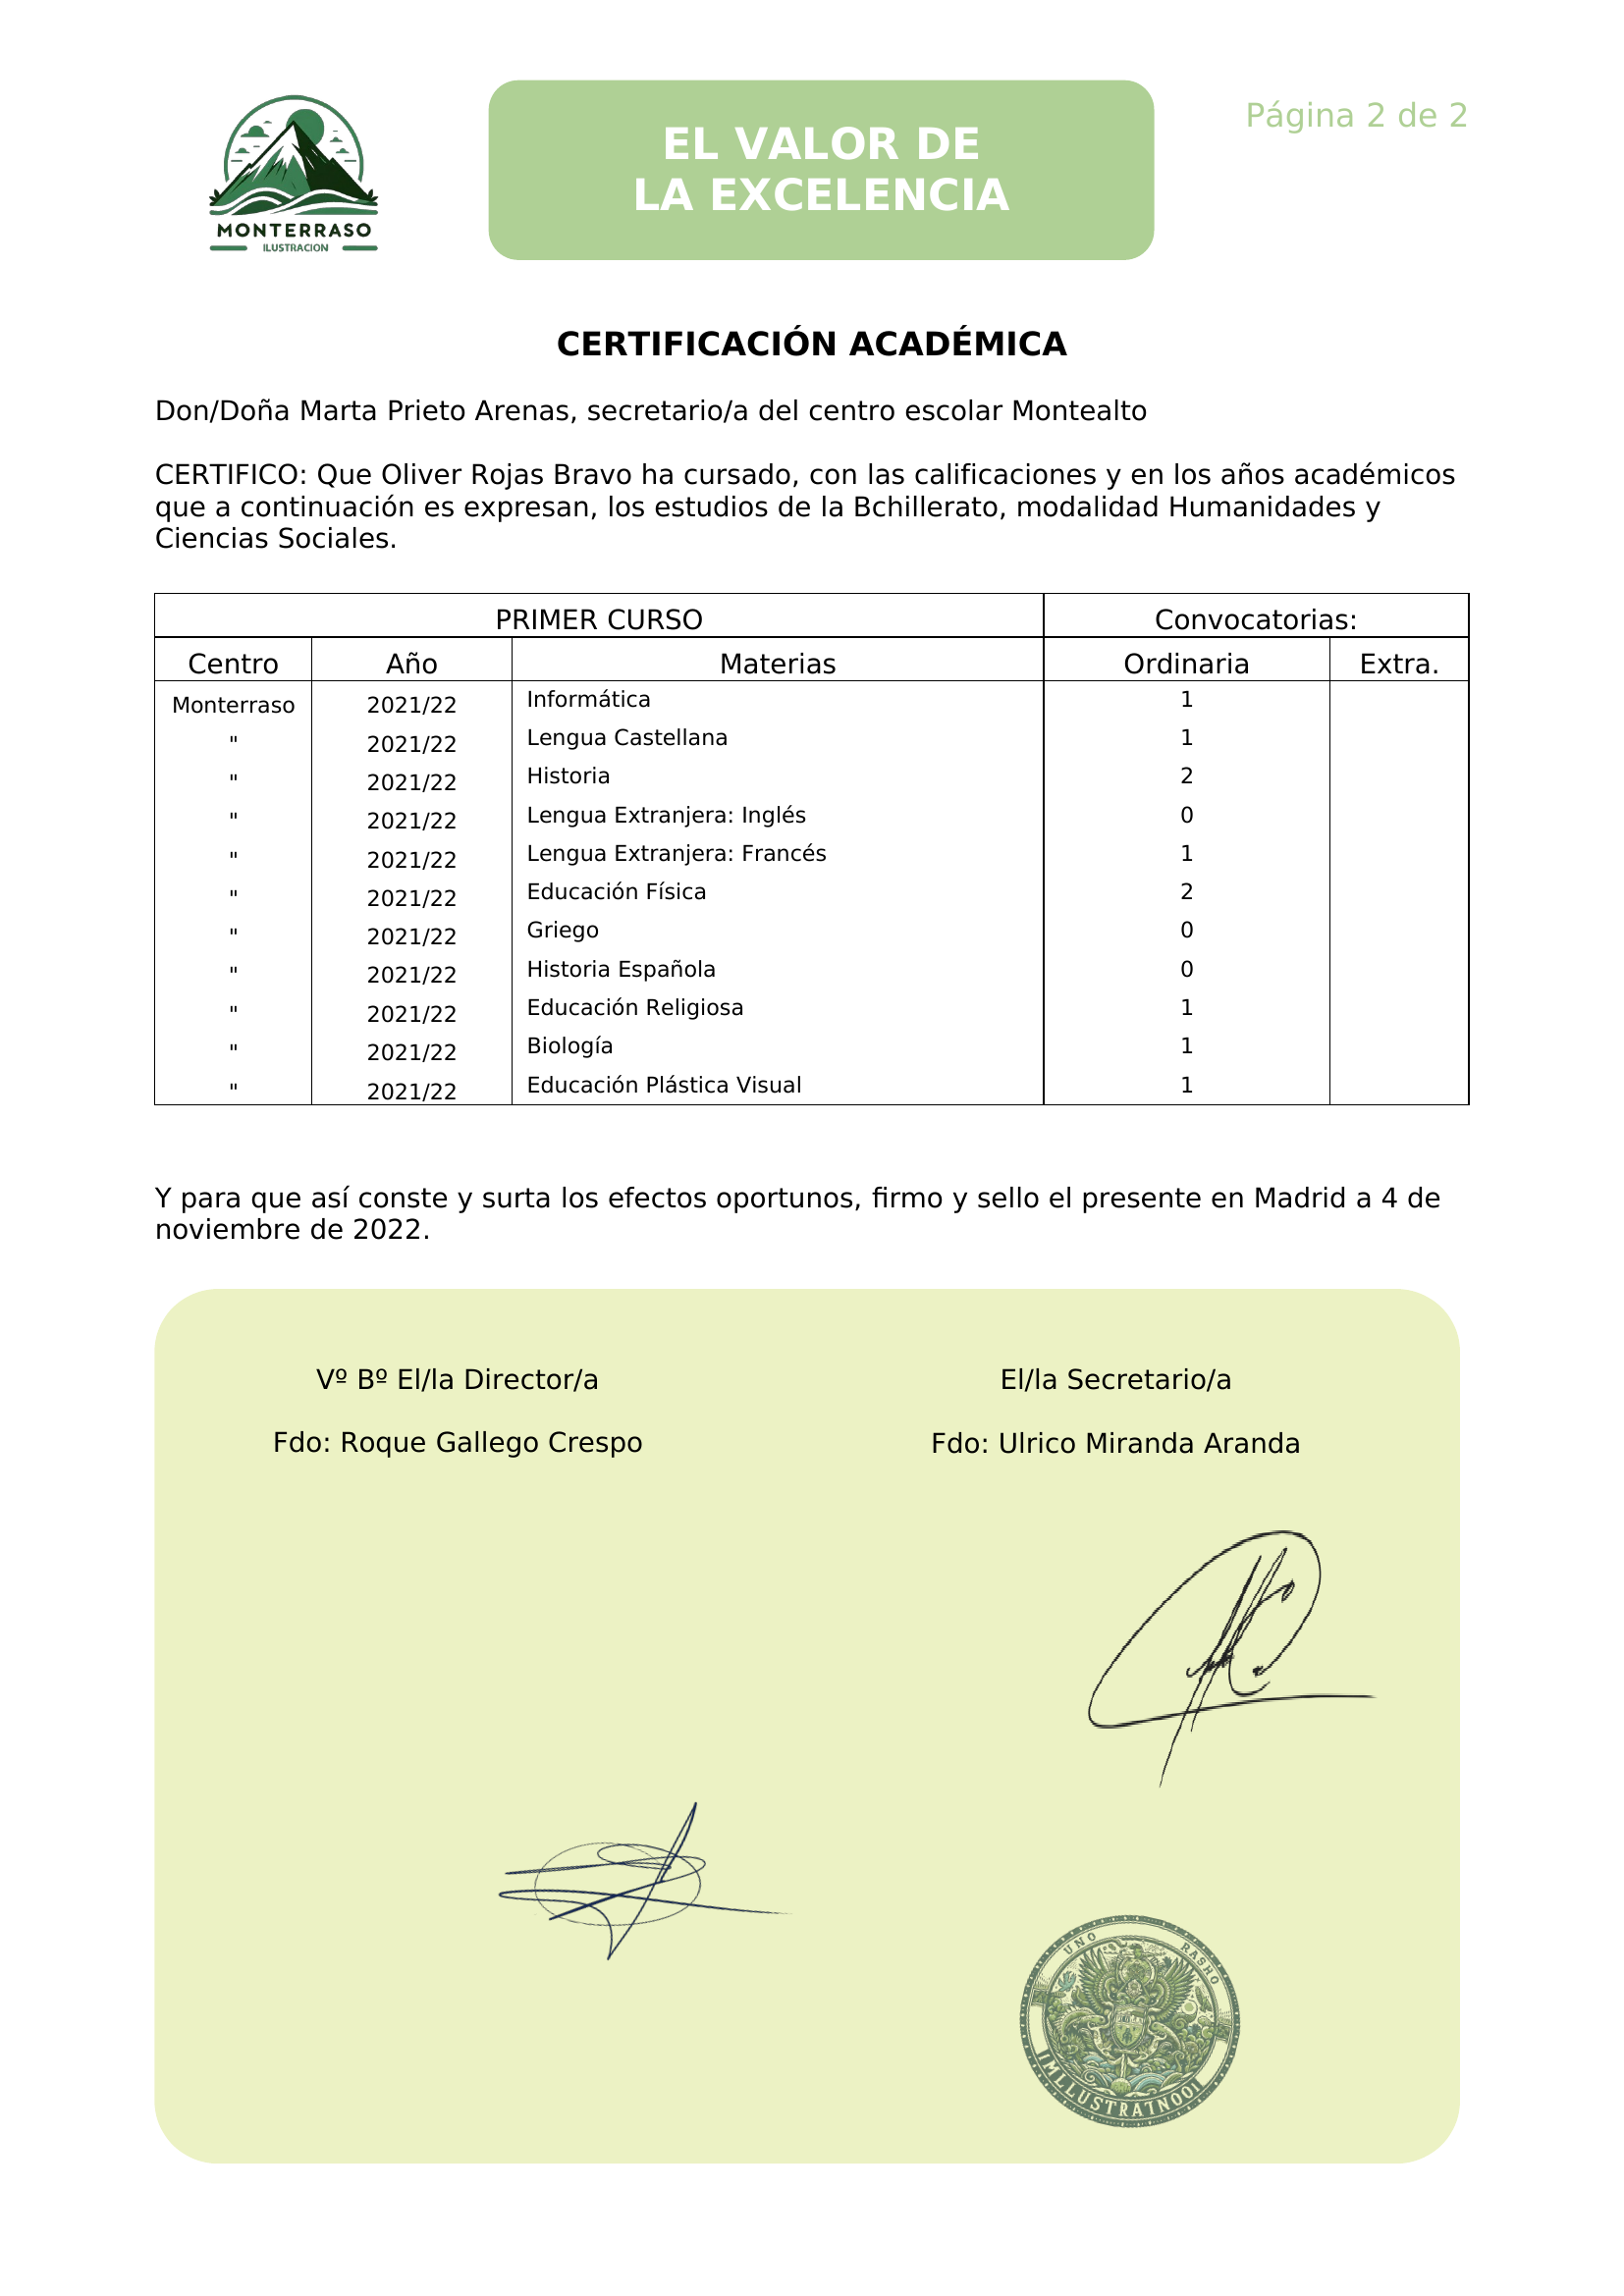 MONTERRASO
ILUSTRACION
EL VALOR DE
LA EXCELENCIA
Página 2 de 2
CERTIFICACIÓN ACADÉMICA
Don/Doña Marta Prieto Arenas, secretario/a del centro escolar Montealto
CERTIFICO: Que Oliver Rojas Bravo ha cursado, con las calificaciones y en los años académicos
que a continuación es expresan, los estudios de la Bchillerato, modalidad Humanidades y
Ciencias Sociales.
PRIMER CURSO Convocatorias:
Centro Año Materias Ordinaria Extra.
Monterraso 2021/22 Informática 1
" 2021/22 Lengua Castellana 1
" 2021/22 Historia 2
" 2021/22 Lengua Extranjera: Inglés 0
" 2021/22 Lengua Extranjera: Francés 1
" 2021/22 Educación Física 2
" 2021/22 Griego 0
" 2021/22 Historia Española 0
" 2021/22 Educación Religiosa 1
" 2021/22 Biología 1
" 2021/22 Educación Plástica Visual 1
Y para que así conste y surta los efectos oportunos, firmo y sello el presente en Madrid a 4 de
noviembre de 2022.
Vº Bº El/la Director/a El/la Secretario/a
Fdo: Roque Gallego Crespo Fdo: Ulrico Miranda Aranda
UNO RASHO